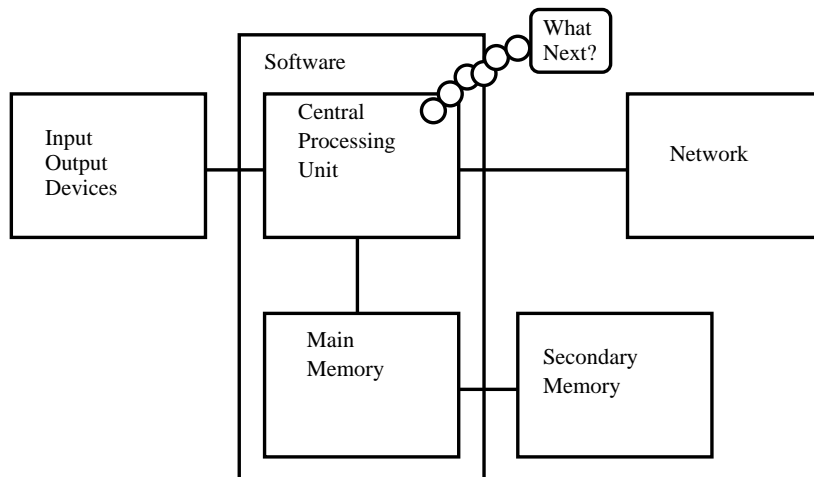 What
Next?
Software
Input
Output
Devices
Central
Processing
Unit
Network
Main
Memory
Secondary
Memory